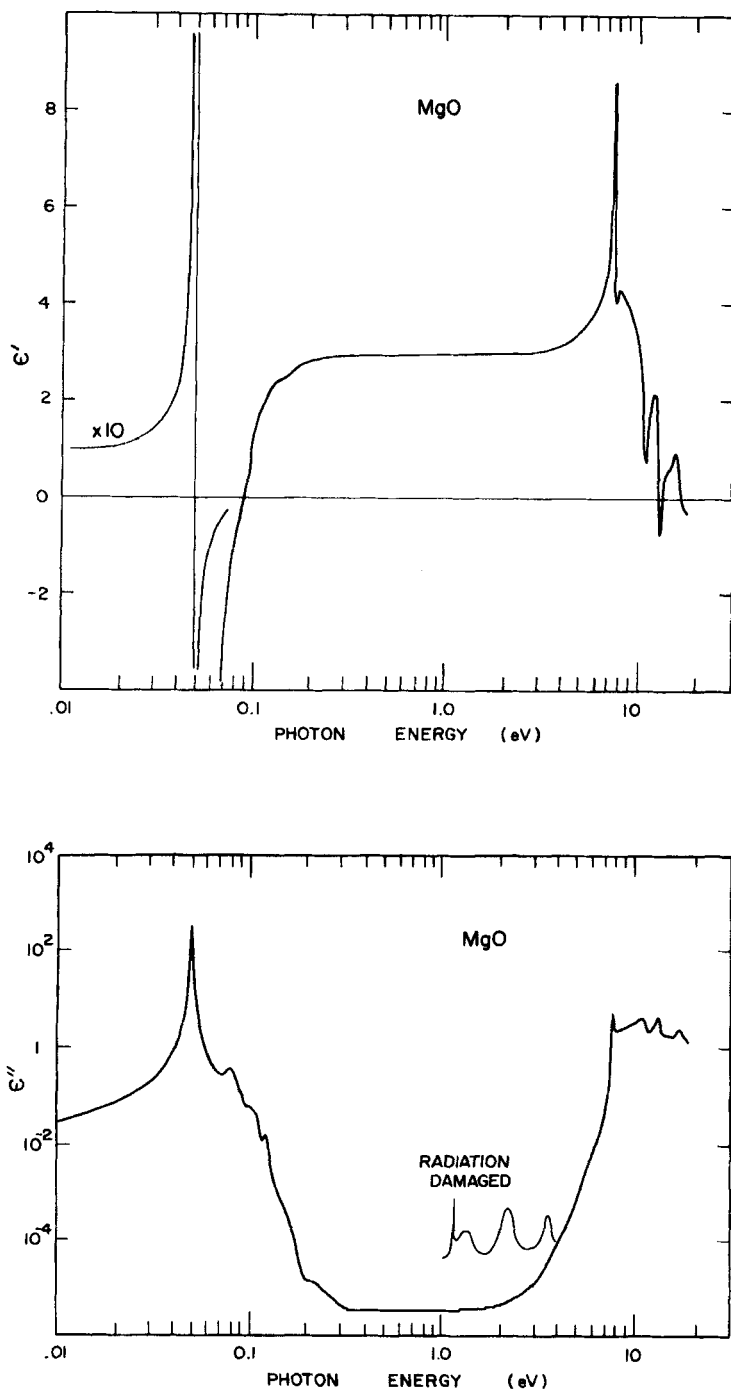 MgO
8
6
4
2
0
-2
ϵ′
x10
.01
0.1
1.0
10
PHOTON ENERGY (eV)
MgO
10⁴
10²
1
10⁻²
10⁻⁴
ϵ″
RADIATION
DAMAGED
.01
0.1
1.0
10
PHOTON ENERGY (eV)